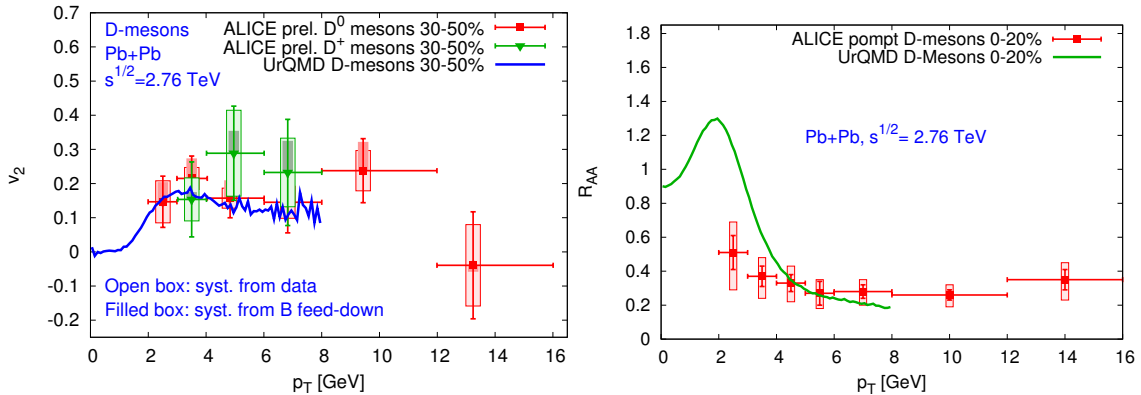 D-mesons
Pb+Pb
s^{1/2}=2.76 TeV
ALICE prel. D^0 mesons 30-50%
ALICE prel. D^+ mesons 30-50%
UrQMD D-mesons 30-50%
Open box: syst. from data
Filled box: syst. from B feed-down
v_2
0.7
0.6
0.5
0.4
0.3
0.2
0.1
0
-0.1
-0.2
0 2 4 6 8 10 12 14 16
p_T [GeV]
ALICE pompt D-mesons 0-20%
UrQMD D-Mesons 0-20%
Pb+Pb, s^{1/2}= 2.76 TeV
R_{AA}
1.8
1.6
1.4
1.2
1
0.8
0.6
0.4
0.2
0
0 2 4 6 8 10 12 14 16
p_T [GeV]